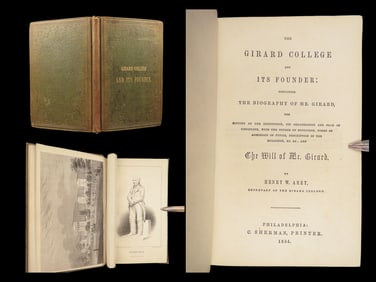 GIRARD COLLEGE
AND ITS FOUNDER
THE
GIRARD COLLEGE
AND
ITS FOUNDER:
CONTAINING
THE BIOGRAPHY OF MR. GIRARD,
THE
HISTORY OF THE INSTITUTION, ITS ORGANIZATION AND PLAN OF
DISCIPLINE, WITH THE COURSE OF EDUCATION, FORMS OF
ADMISSION OF PUPILS, DESCRIPTION OF THE
BUILDINGS, &c. &c. AND
The Will of Mr. Girard.
BY
HENRY W. AREY,
SECRETARY OF THE GIRARD COLLEGE.
PHILADELPHIA:
C. SHERMAN, PRINTER.
1854.